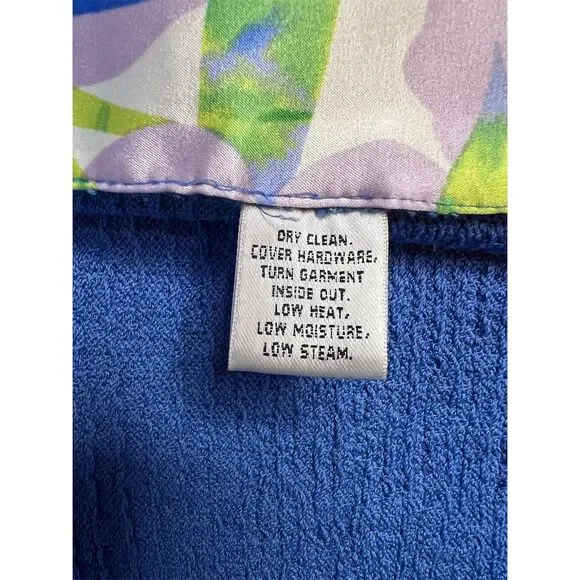 DRY CLEAN.
COVER HARDWARE,
TURN GARMENT
INSIDE OUT.
LOW HEAT,
LOW MOISTURE,
LOW STEAM.